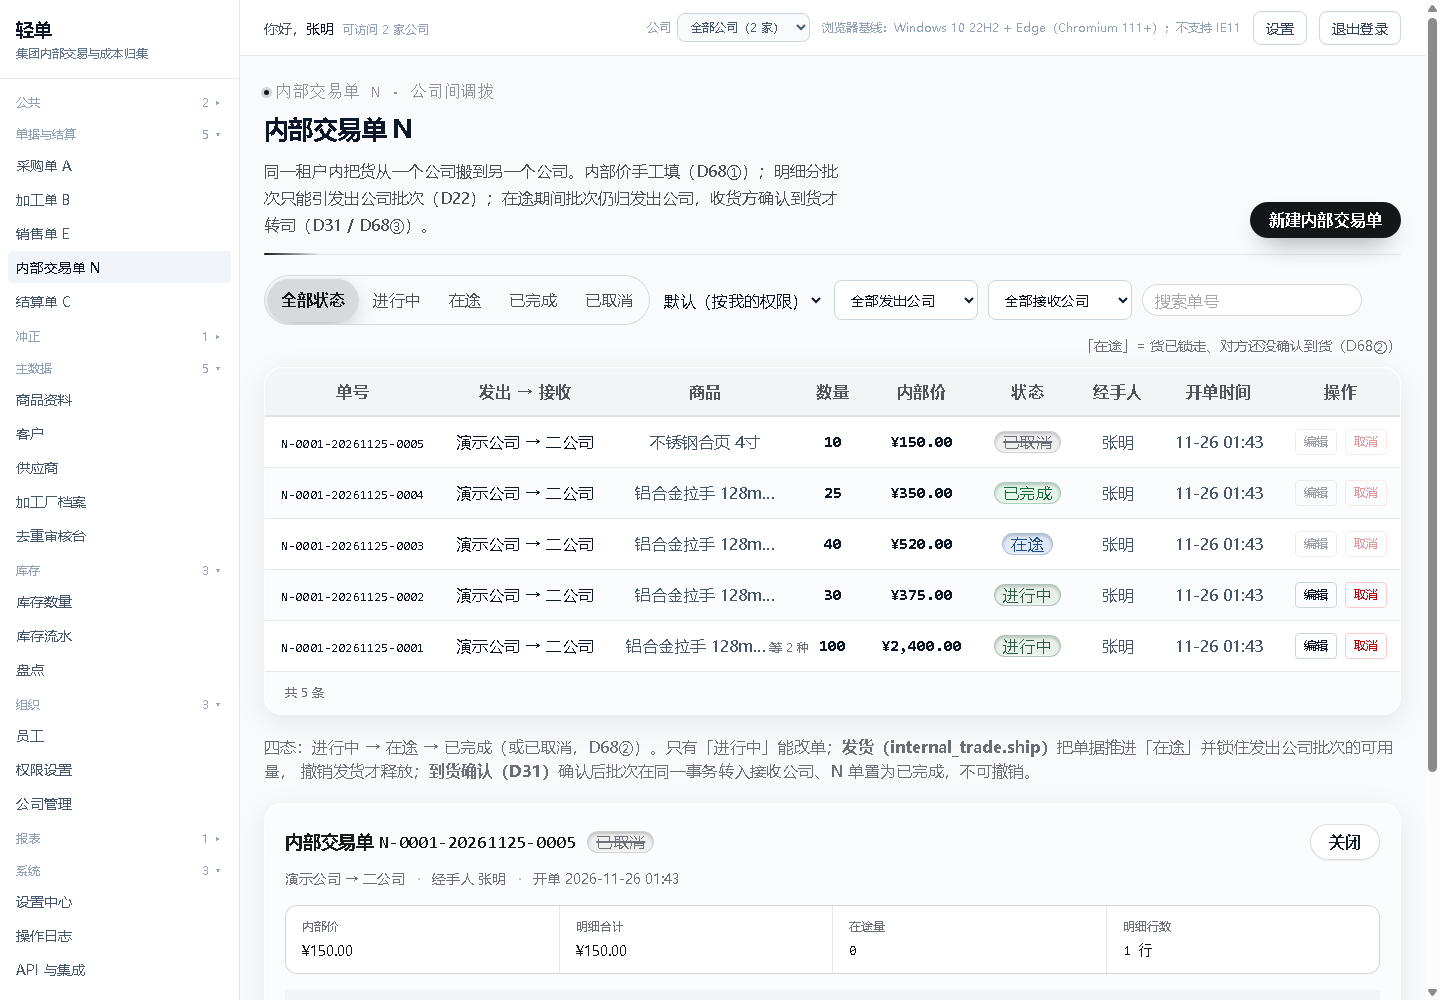 轻单
集团内部交易与成本归集
公共 2
单据与结算 5
采购单 A
加工单 B
销售单 E
内部交易单 N
结算单 C
冲正 1
主数据 5
商品资料
客户
供应商
加工厂档案
去重审核台
库存 3
库存数量
库存流水
盘点
组织 3
员工
权限设置
公司管理
报表 1
系统 3
设置中心
操作日志
API 与集成
你好，张明 可访问 2 家公司
公司 全部公司（2 家） 浏览器基线：Windows 10 22H2 + Edge（Chromium 111+）；不支持 IE11 设置 退出登录
内部交易单 N - 公司间调拨
内部交易单 N
同一租户内把货从一个公司搬到另一个公司。内部价手工填（D68①）；明细分批
次只能引发出公司批次（D22）；在途期间批次仍归发出公司，收货方确认到货才
转司（D31 / D68③）。
新建内部交易单
全部状态 进行中 在途 已完成 已取消 默认（按我的权限） 全部发出公司 全部接收公司 搜索单号
「在途」= 货已锁走、对方还没确认到货（D68②）
单号 发出 → 接收 商品 数量 内部价 状态 经手人 开单时间 操作
N-0001-20261125-0005 演示公司 → 二公司 不锈钢合页 4寸 10 ¥150.00 已取消 张明 11-26 01:43 编辑 取消
N-0001-20261125-0004 演示公司 → 二公司 铝合金拉手 128m... 25 ¥350.00 已完成 张明 11-26 01:43 编辑 取消
N-0001-20261125-0003 演示公司 → 二公司 铝合金拉手 128m... 40 ¥520.00 在途 张明 11-26 01:43 编辑 取消
N-0001-20261125-0002 演示公司 → 二公司 铝合金拉手 128m... 30 ¥375.00 进行中 张明 11-26 01:43 编辑 取消
N-0001-20261125-0001 演示公司 → 二公司 铝合金拉手 128m... 等 2 种 100 ¥2,400.00 进行中 张明 11-26 01:43 编辑 取消
共 5 条
四态：进行中 → 在途 → 已完成（或已取消，D68②）。只有「进行中」能改单；发货（internal_trade.ship）把单据推进「在途」并锁住发出公司批次的可用
量， 撤销发货才释放；到货确认（D31）确认后批次在同一事务转入接收公司、N 单置为已完成，不可撤销。
内部交易单 N-0001-20261125-0005 已取消 关闭
演示公司 → 二公司 · 经手人 张明 · 开单 2026-11-26 01:43
内部价 明细合计 在途量 明细行数
¥150.00 ¥150.00 0 1 行